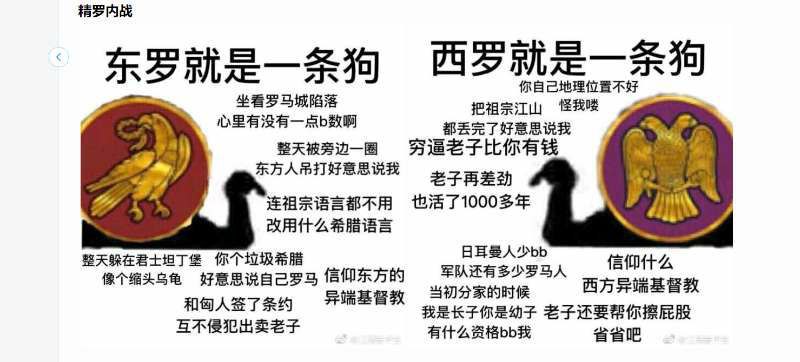 精罗内战
东罗就是一条狗
坐看罗马城陷落
心里有没有一点b数啊
整天被旁边一圈
东方人吊打好意思说我
连祖宗语言都不用
改用什么希腊语言
整天躲在君士坦丁堡
像个缩头乌龟
你个垃圾希腊
好意思说自己罗马
信仰东方的
异端基督教
和匈人签了条约
互不侵犯出卖老子
西罗就是一条狗
你自己地理位置不好
怪我喽
把祖宗江山
都丢完了好意思说我
穷逼老子比你有钱
老子再差劲
也活了1000多年
日耳曼人少bb
军队还有多少罗马人
当初分家的时候
我是长子你是幼子
有什么资格bb我
信仰什么
西方异端基督教
老子还要帮你擦屁股
省省吧